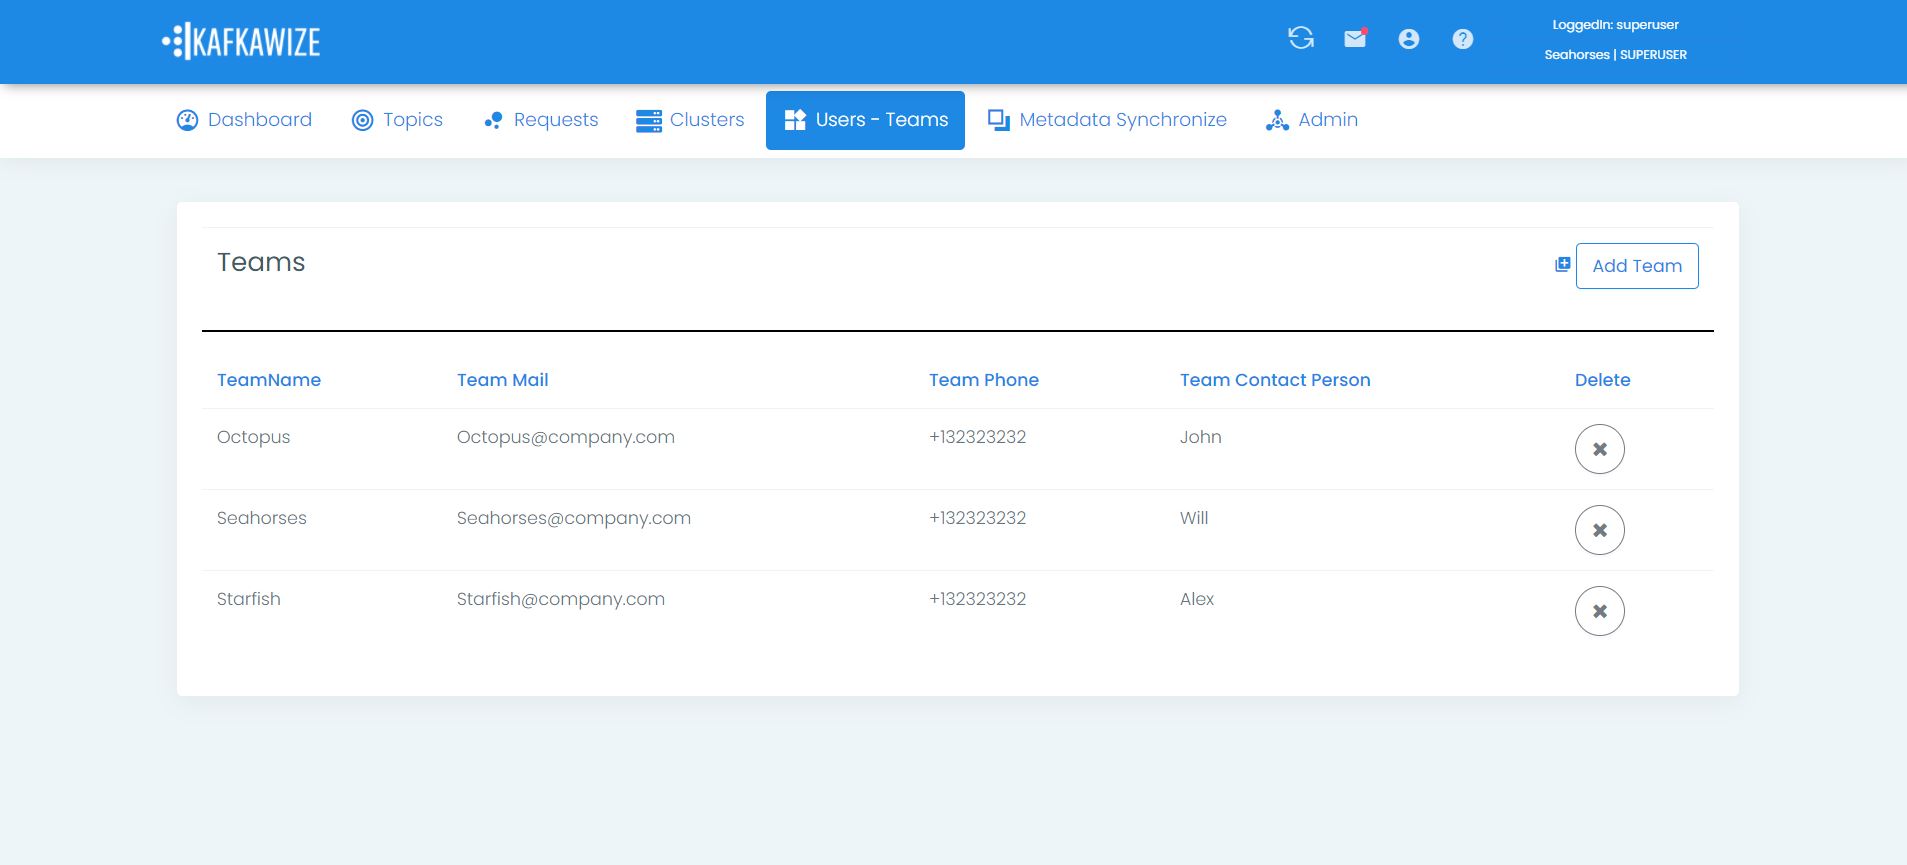 KAFKAWIZE
LoggedIn: superuser
Seahorses | SUPERUSER
Dashboard Topics Requests Clusters Users - Teams Metadata Synchronize Admin
Teams
Add Team
TeamName Team Mail Team Phone Team Contact Person Delete
Octopus Octopus@company.com +132323232 John
Seahorses Seahorses@company.com +132323232 Will
Starfish Starfish@company.com +132323232 Alex